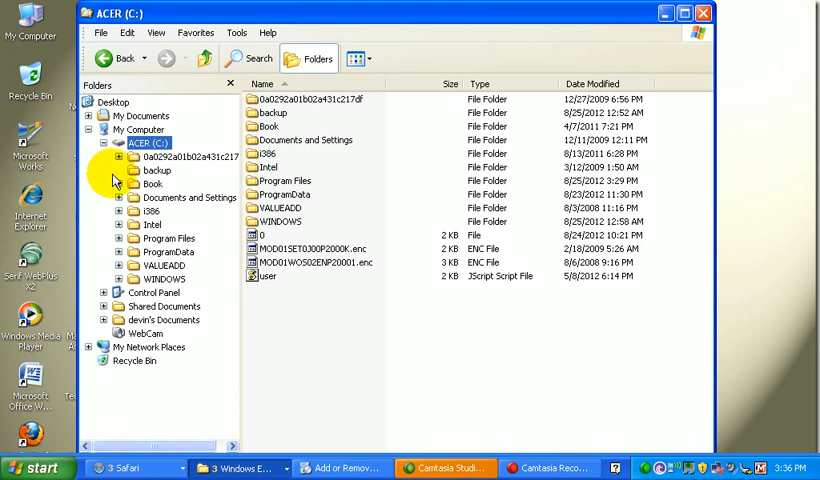 My Computer
Recycle Bin
Microsoft
Works
Internet
Explorer
Serif WebPlus
X2
Windows Media
Player
Microsoft
Office W...
ACER (C:)
File Edit View Favorites Tools Help
Back Search Folders
Folders
Desktop
My Documents
My Computer
ACER (C:)
0a0292a01b02a431c217
backup
Book
Documents and Settings
i386
Intel
Program Files
ProgramData
VALUEADD
WINDOWS
Control Panel
Shared Documents
devin's Documents
WebCam
My Network Places
Recycle Bin
Name Size Type Date Modified
0a0292a01b02a431c217df File Folder 12/27/2009 6:56 PM
backup File Folder 8/25/2012 12:52 AM
Book File Folder 4/7/2011 7:21 PM
Documents and Settings File Folder 12/11/2009 12:11 PM
i386 File Folder 8/13/2011 6:28 PM
Intel File Folder 3/12/2009 1:40 AM
Program Files File Folder 8/25/2012 3:29 PM
ProgramData File Folder 8/23/2012 11:30 PM
VALUEADD File Folder 8/3/2008 11:16 PM
WINDOWS File Folder 8/25/2012 12:58 AM
0 2 KB File 8/24/2012 10:21 PM
MOD01SET0J00P2000K.enc 2 KB ENC File 2/18/2009 5:26 AM
MOD01WOS02ENP20001.enc 3 KB ENC File 6/8/2008 9:16 PM
user 2 KB JScript Script File 5/8/2012 6:14 PM
start 3 Safari 3 Windows E... Add or Remov... Camtasia Studi... Camtasia Reco... 3:36 PM